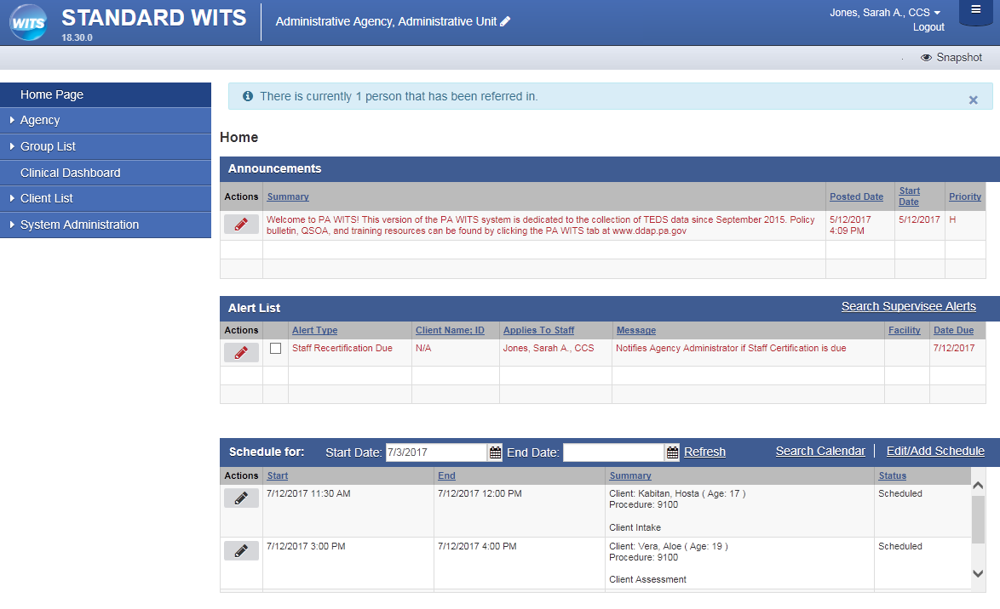 WITS
STANDARD WITS
18.30.0
Administrative Agency, Administrative Unit
Jones, Sarah A., CCS
Logout
Snapshot
Home Page
Agency
Group List
Clinical Dashboard
Client List
System Administration
There is currently 1 person that has been referred in.
Home
Announcements
Actions Summary Posted Date Start Date Priority
Welcome to PA WITS! This version of the PA WITS system is dedicated to the collection of TEDS data since September 2015. Policy
bulletin, QSOA, and training resources can be found by clicking the PA WITS tab at www.ddap.pa.gov
5/12/2017
4:09 PM
5/12/2017
H
Alert List
Search Supervisee Alerts
Actions Alert Type Client Name; ID Applies To Staff Message Facility Date Due
Staff Recertification Due N/A Jones, Sarah A., CCS Notifies Agency Administrator if Staff Certification is due 7/12/2017
Schedule for: Start Date: 7/3/2017 End Date: Refresh Search Calendar Edit/Add Schedule
Actions Start End Summary Status
7/12/2017 11:30 AM 7/12/2017 12:00 PM Client: Kabitan, Hosta ( Age: 17 ) Scheduled
Procedure: 9100
Client Intake
7/12/2017 3:00 PM 7/12/2017 4:00 PM Client: Vera, Aloe ( Age: 19 ) Scheduled
Procedure: 9100
Client Assessment